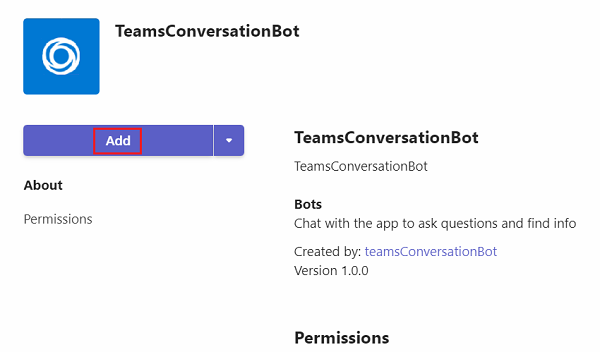 TeamsConversationBot
Add
About
Permissions
TeamsConversationBot
TeamsConversationBot
Bots
Chat with the app to ask questions and find info
Created by: teamsConversationBot
Version 1.0.0
Permissions